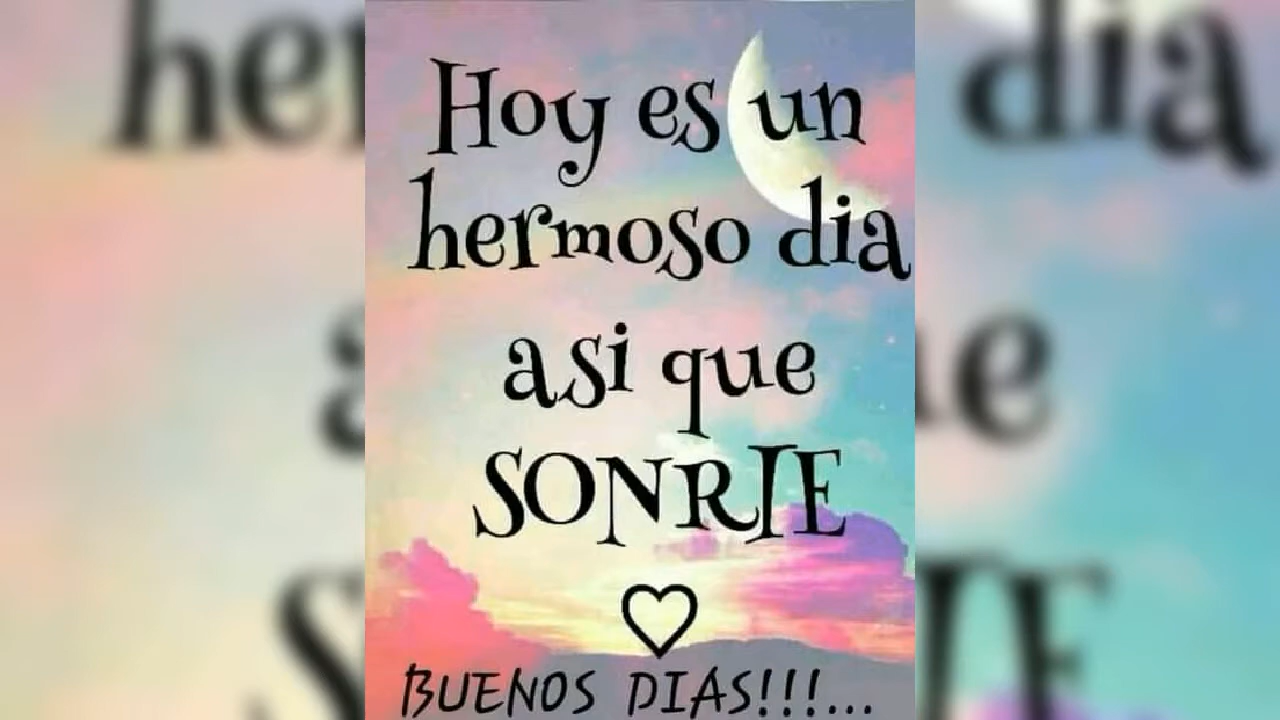 Hoy es un
hermoso dia
asi que
SONRIE
BUENOS DIAS!!!...